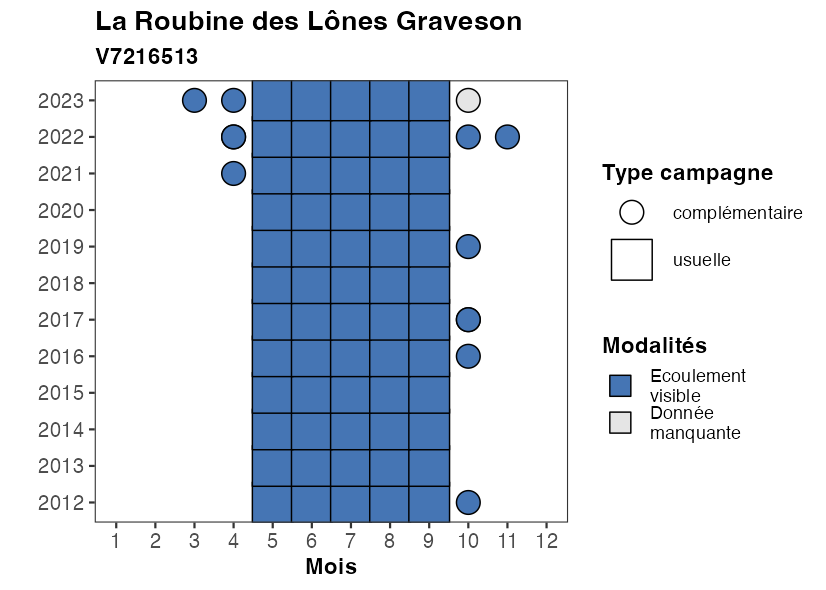 La Roubine des Lônes Graveson
V7216513
2023
2022
2021
2020
2019
2018
2017
2016
2015
2014
2013
2012
1 2 3 4 5 6 7 8 9 10 11 12
Mois
Type campagne
complémentaire
usuelle
Modalités
Ecoulement
visible
Donnée
manquante